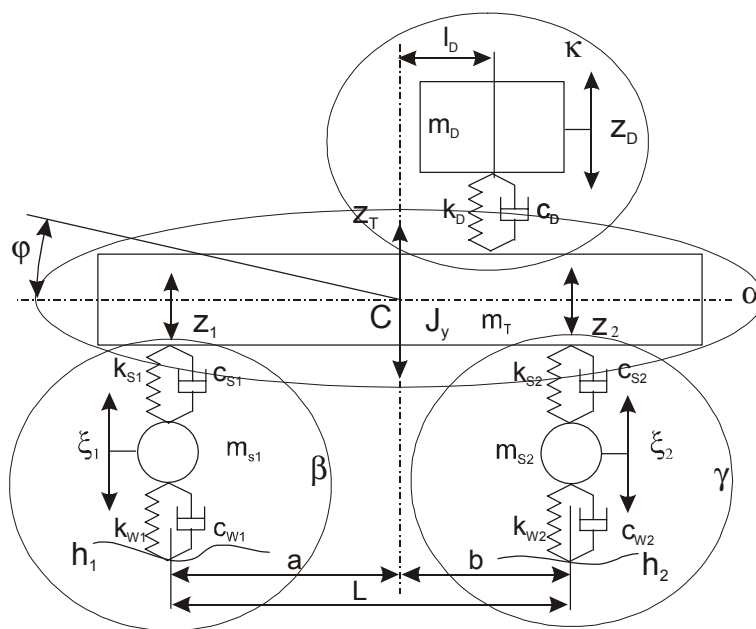 l_D
κ
m_D
z_D
k_D
c_D
z_T
φ
α
z_1
C
J_y
m_T
z_2
k_S1
c_S1
k_S2
c_S2
ξ_1
m_s1
β
m_S2
ξ_2
γ
k_W1
c_W1
k_W2
c_W2
h_1
a
b
h_2
L